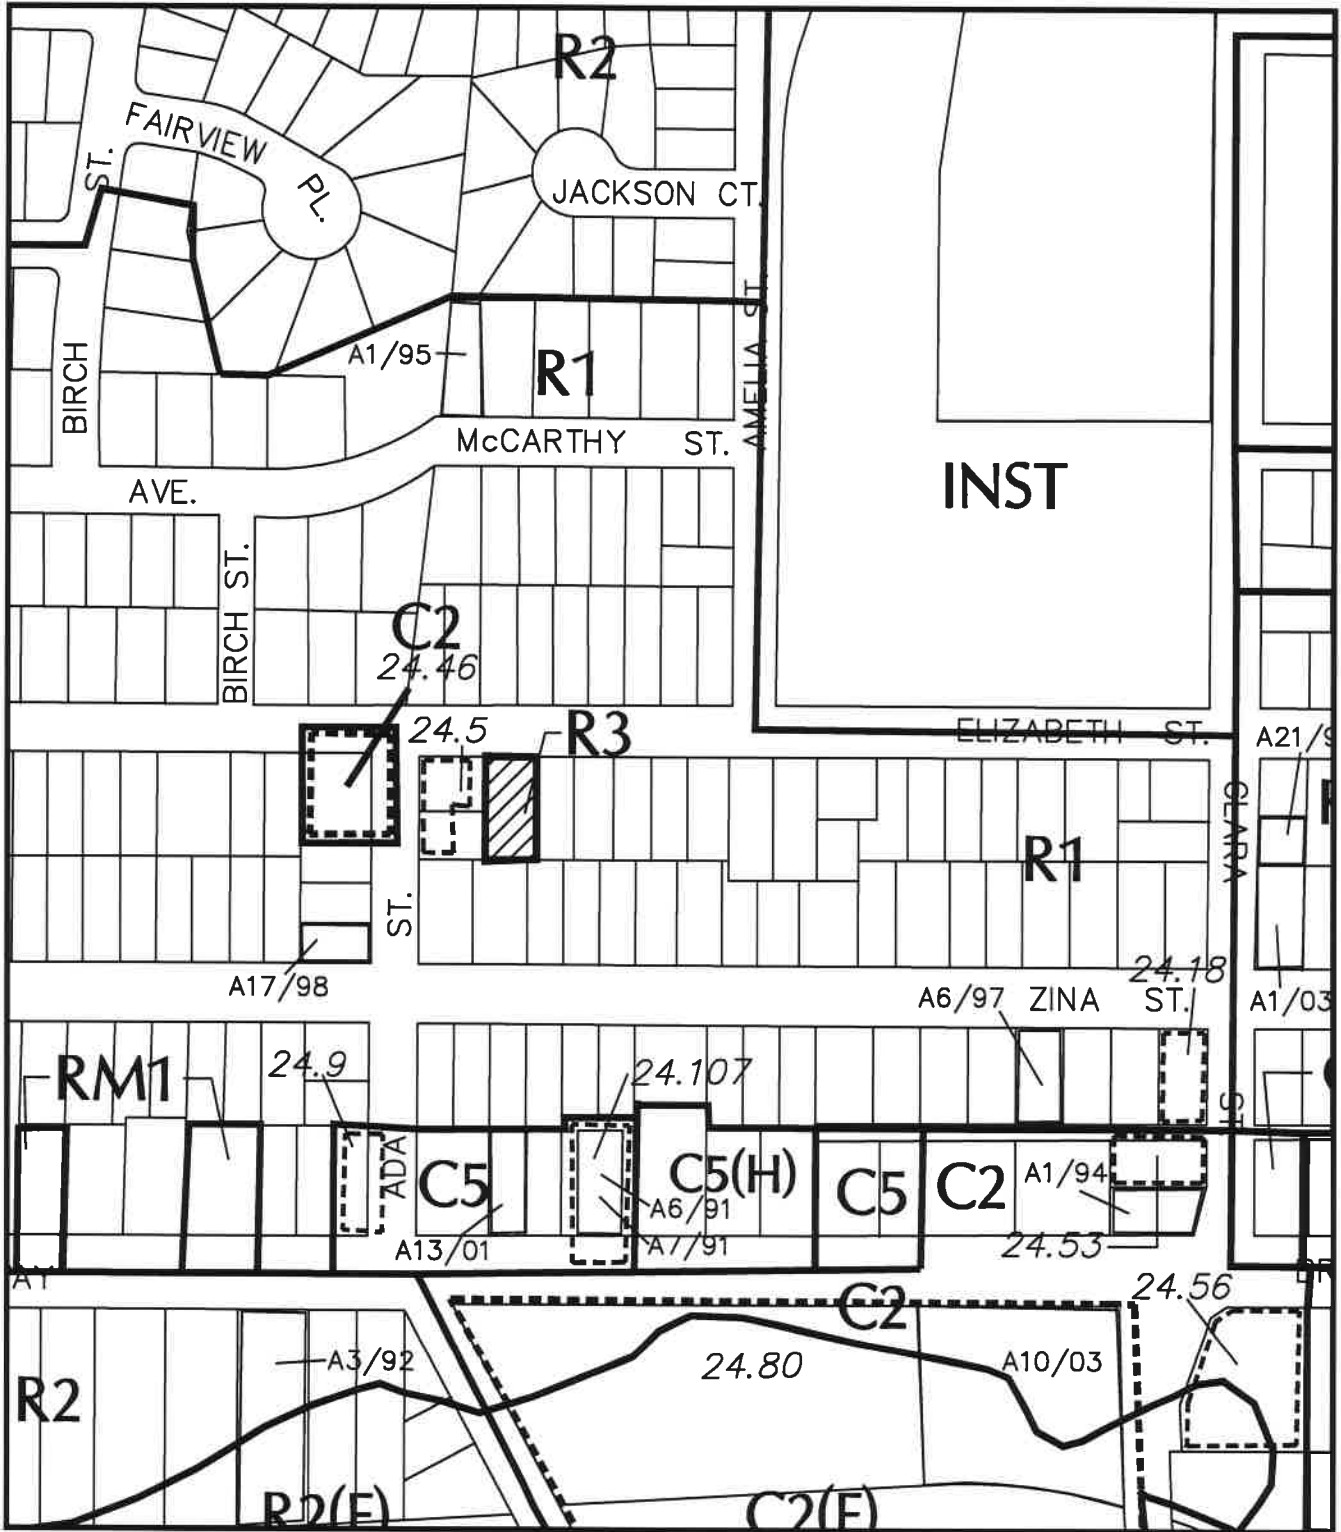 R2
FAIRVIEW
PL.
ST.
JACKSON CT.
AMELIA ST.
A1/95
R1
BIRCH
McCARTHY ST.
AVE.
INST
BIRCH ST.
C2
24.46
24.5
R3
ELIZABETH ST.
A21/9
CLARA
R1
ST.
A17/98
24.18
A6/97
ZINA ST.
A1/03
RM1
24.9
24.107
ST
ADA
C5
C5(H)
C5
C2
A1/94
A6/91
A13/01
A7/91
24.53
AY
C2
24.56
A3/92
24.80
A10/03
R2
R2(F)
C2(F)